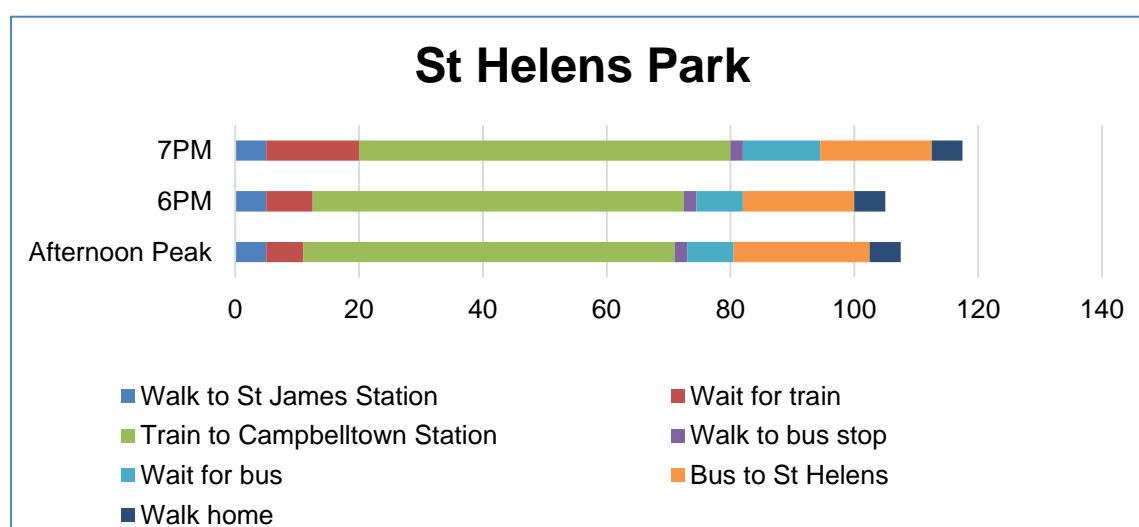 St Helens Park
7PM
6PM
Afternoon Peak
0 20 40 60 80 100 120 140
Walk to St James Station
Wait for train
Train to Campbelltown Station
Walk to bus stop
Wait for bus
Bus to St Helens
Walk home